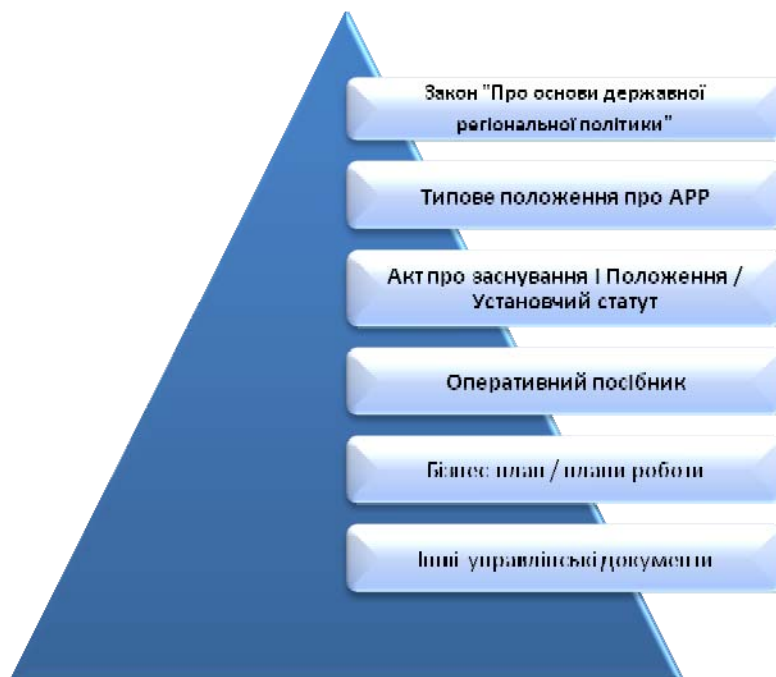 Закон "Про основи державної
регіональної політики"
Типове положення про АРР
Акт про заснування І Положення /
Установчий статут
Оперативний посібник
Бізнес план / плани роботи
Інші управлінські документи